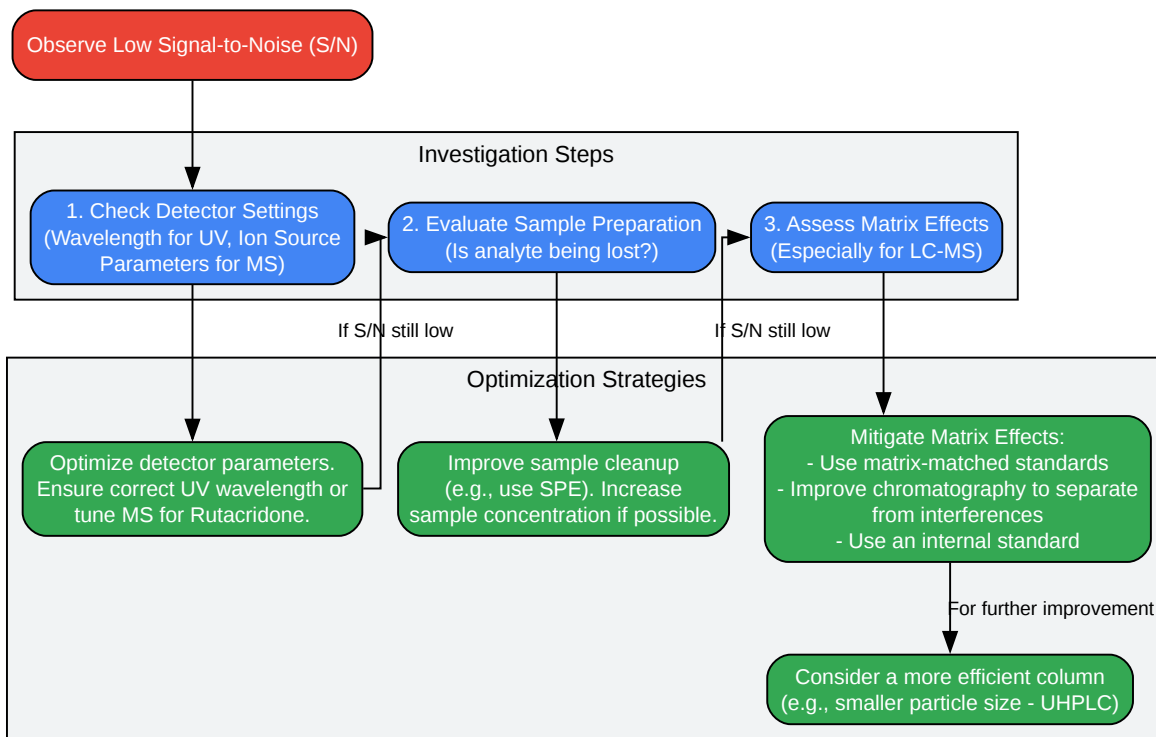 Observe Low Signal-to-Noise (S/N)
Investigation Steps
1. Check Detector Settings
(Wavelength for UV, Ion Source
Parameters for MS)
2. Evaluate Sample Preparation
(Is analyte being lost?)
3. Assess Matrix Effects
(Especially for LC-MS)
If S/N still low
If S/N still low
Optimization Strategies
Optimize detector parameters.
Ensure correct UV wavelength or
tune MS for Rutacridone.
Improve sample cleanup
(e.g., use SPE). Increase
sample concentration if possible.
Mitigate Matrix Effects:
- Use matrix-matched standards
- Improve chromatography to separate
from interferences
- Use an internal standard
For further improvement
Consider a more efficient column
(e.g., smaller particle size - UHPLC)